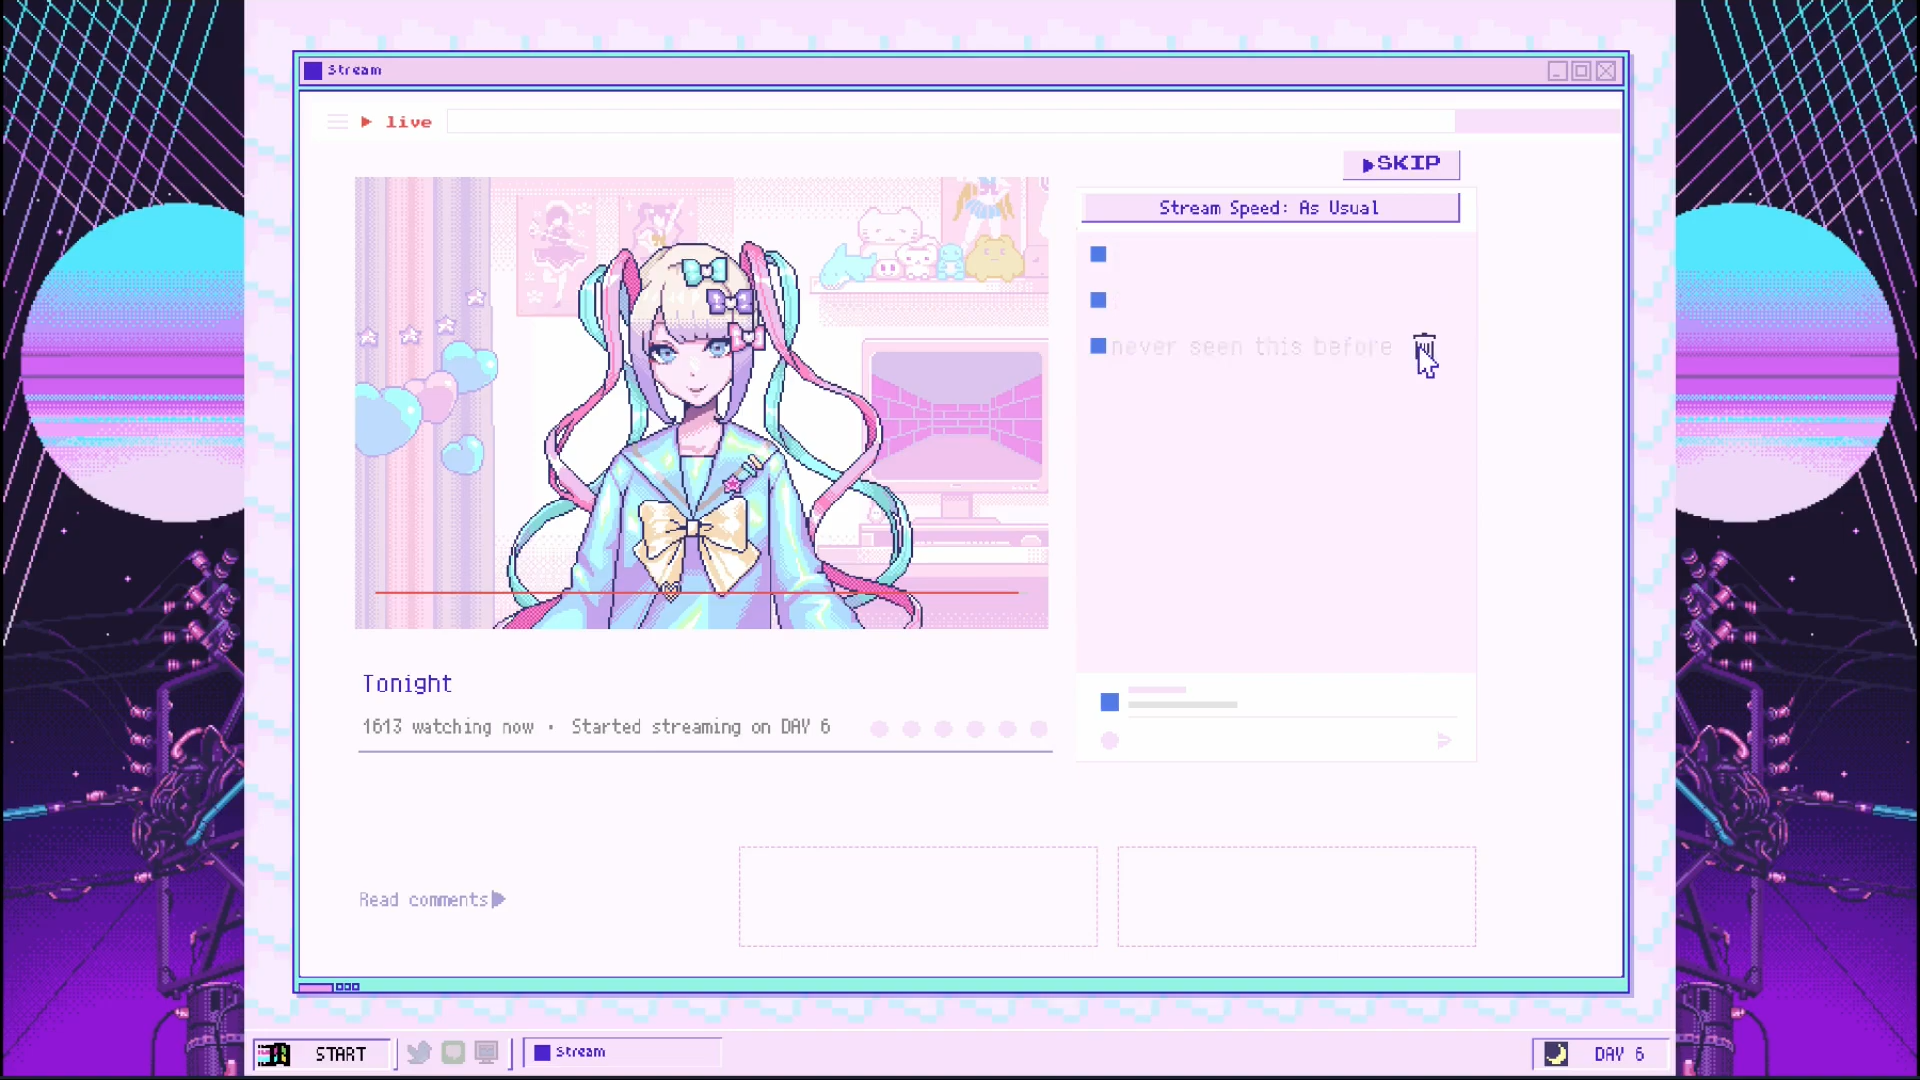 Stream
live
SKIP
Stream Speed: As Usual
never seen this before
Tonight
1613 watching now · Started streaming on DAY 6
Read comments
START
Stream
DAY 6